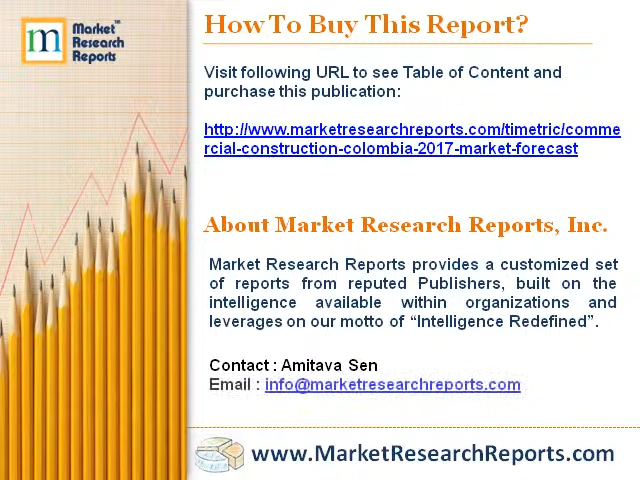 m
Market™
Research
Reports
How To Buy This Report?
Visit following URL to see Table of Content and
purchase this publication:
http://www.marketresearchreports.com/timetric/comme
rcial-construction-colombia-2017-market-forecast
About Market Research Reports, Inc.
Market Research Reports provides a customized set
of reports from reputed Publishers, built on the
intelligence available within organizations and
leverages on our motto of “Intelligence Redefined”.
Contact : Amitava Sen
Email : info@marketresearchreports.com
www.MarketResearchReports.com